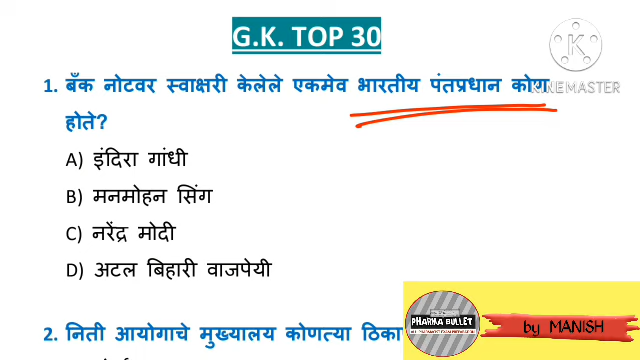 G.K. TOP 30
1. बँक नोटवर स्वाक्षरी केलेले एकमेव भारतीय पंतप्रधान कोण
होते?
A) इंदिरा गांधी
B) मनमोहन सिंग
C) नरेंद्र मोदी
D) अटल बिहारी वाजपेयी
2. निती आयोगाचे मुख्यालय कोणत्या ठिका
KINEMASTER
PHARMA BULLET
by MANISH